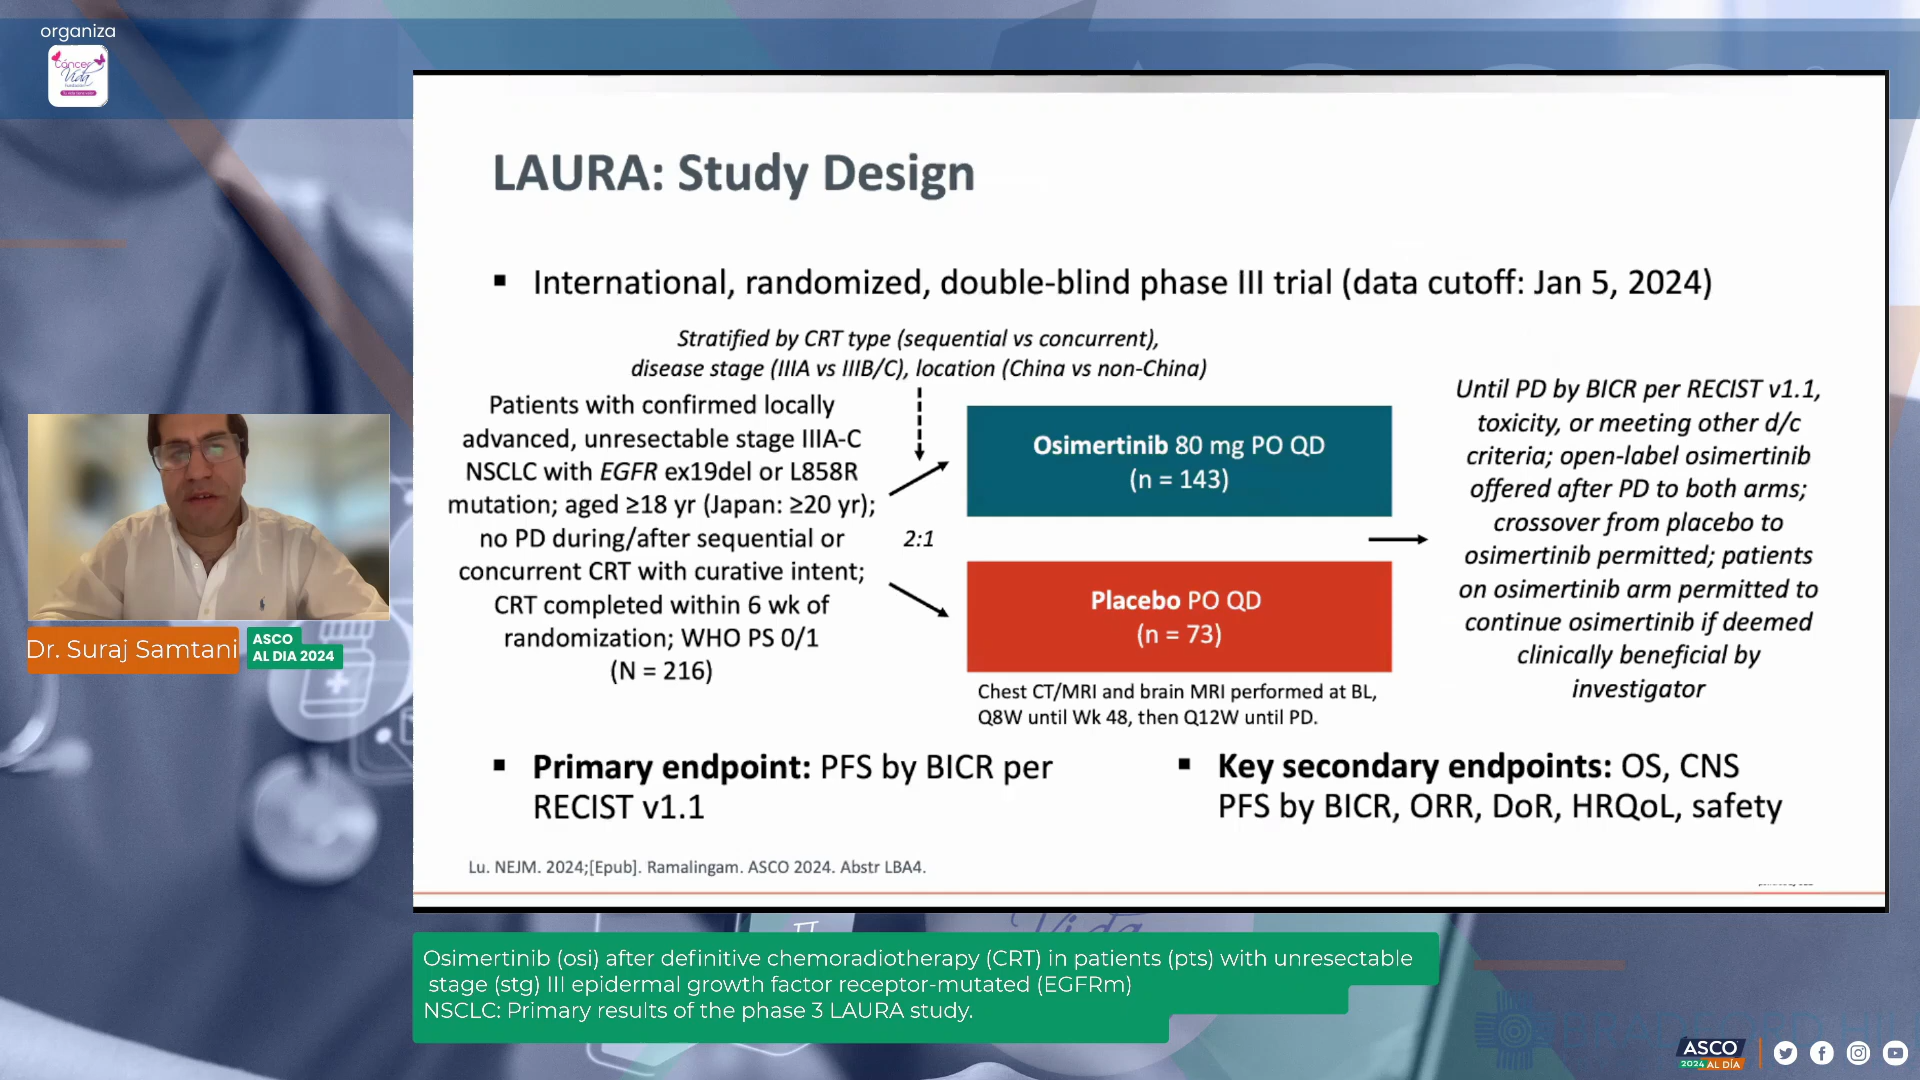 organiza
Cáncer
Vida
LAURA: Study Design
▪ International, randomized, double-blind phase III trial (data cutoff: Jan 5, 2024)
Stratified by CRT type (sequential vs concurrent),
disease stage (IIIA vs IIIB/C), location (China vs non-China)
Patients with confirmed locally
advanced, unresectable stage IIIA-C
NSCLC with EGFR ex19del or L858R
mutation; aged ≥18 yr (Japan: ≥20 yr);
no PD during/after sequential or
concurrent CRT with curative intent;
CRT completed within 6 wk of
randomization; WHO PS 0/1
(N = 216)
2:1
Osimertinib 80 mg PO QD
(n = 143)
Placebo PO QD
(n = 73)
Chest CT/MRI and brain MRI performed at BL,
Q8W until Wk 48, then Q12W until PD.
Until PD by BICR per RECIST v1.1,
toxicity, or meeting other d/c
criteria; open-label osimertinib
offered after PD to both arms;
crossover from placebo to
osimertinib permitted; patients
on osimertinib arm permitted to
continue osimertinib if deemed
clinically beneficial by
investigator
▪ Primary endpoint: PFS by BICR per
RECIST v1.1
▪ Key secondary endpoints: OS, CNS
PFS by BICR, ORR, DoR, HRQoL, safety
Lu. NEJM. 2024;[Epub]. Ramalingam. ASCO 2024. Abstr LBA4.
Dr. Suraj Samtani
ASCO
AL DIA 2024
Vida
Osimertinib (osi) after definitive chemoradiotherapy (CRT) in patients (pts) with unresectable
stage (stg) III epidermal growth factor receptor-mutated (EGFRm)
NSCLC: Primary results of the phase 3 LAURA study.
ASCO
2024 AL DÍA